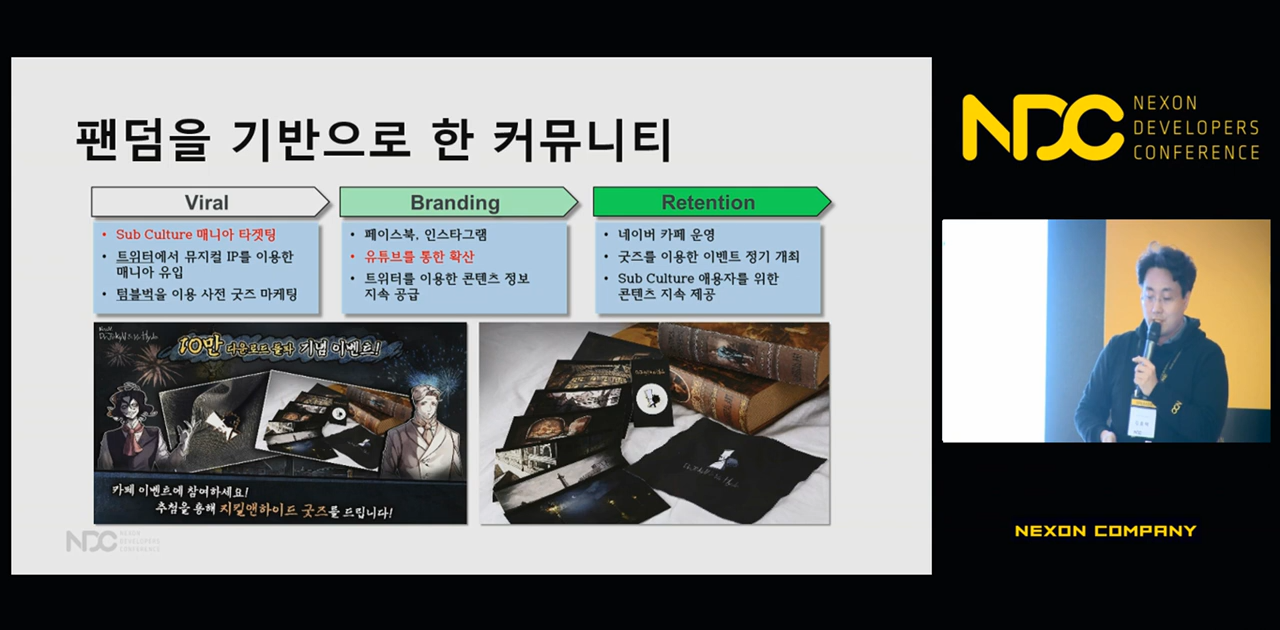 팬덤을 기반으로 한 커뮤니티
Viral
• Sub Culture 매니아 타겟팅
• 트위터에서 뮤지컬 IP를 이용한
매니아 유입
• 텀블벅을 이용 사전 굿즈 마케팅
Branding
• 페이스북, 인스타그램
• 유튜브를 통한 확산
• 트위터를 이용한 콘텐츠 정보
지속 공급
Retention
• 네이버 카페 운영
• 굿즈를 이용한 이벤트 정기 개최
• Sub Culture 애용자를 위한
콘텐츠 지속 제공
10만 다운로드 돌파 기념 이벤트!
카페 이벤트에 참여하세요!
추첨을 통해 지킬앤하이드 굿즈를 드립니다!
NDC
NEXON
DEVELOPERS
CONFERENCE
NDC
NEXON
DEVELOPERS
CONFERENCE
NEXON COMPANY